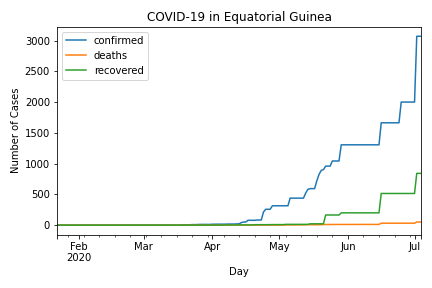 COVID-19 in Equatorial Guinea
confirmed
deaths
recovered
3000
2500
2000
1500
1000
500
0
Number of Cases
Feb
2020
Mar
Apr
May
Jun
Jul
Day